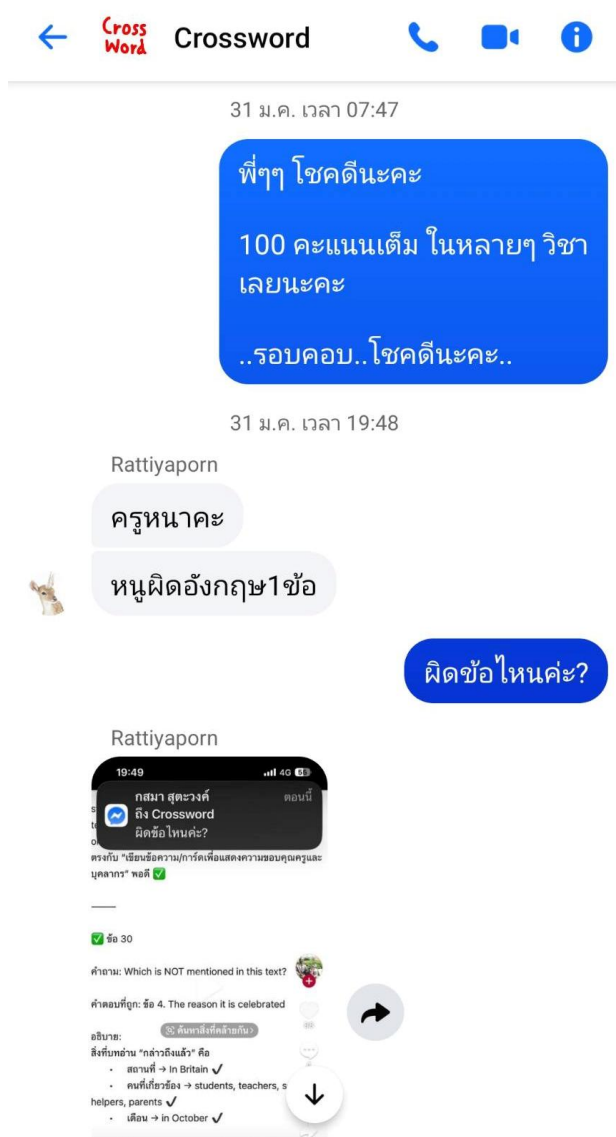 Cross
Word
Crossword
31 ม.ค. เวลา 07:47
พี่ๆๆ โชคดีนะคะ
100 คะแนนเต็ม ในหลายๆ วิชา
เลยนะคะ
..รอบคอบ..โชคดีนะคะ..
31 ม.ค. เวลา 19:48
Rattiyaporn
ครูหนาคะ
หนูผิดอังกฤษ1ข้อ
ผิดข้อไหนค่ะ?
Rattiyaporn
19:49
4G
กสมา สุตะวงค์
ตอนนี้
ถึง Crossword
ผิดข้อไหนค่ะ?
ตรงกับ "เขียนข้อความ/การ์ดเพื่อแสดงความขอบคุณครูและ
บุคลากร" พอดี
ข้อ 30
คำถาม: Which is NOT mentioned in this text?
คำตอบที่ถูก: ข้อ 4. The reason it is celebrated
ค้นหาสิ่งที่คล้ายกัน
อธิบาย:
สิ่งที่บทอ่าน "กล่าวถึงแล้ว" คือ
สถานที่ → In Britain ✓
คนที่เกี่ยวข้อง → students, teachers, s
helpers, parents ✓
เดือน → in October ✓